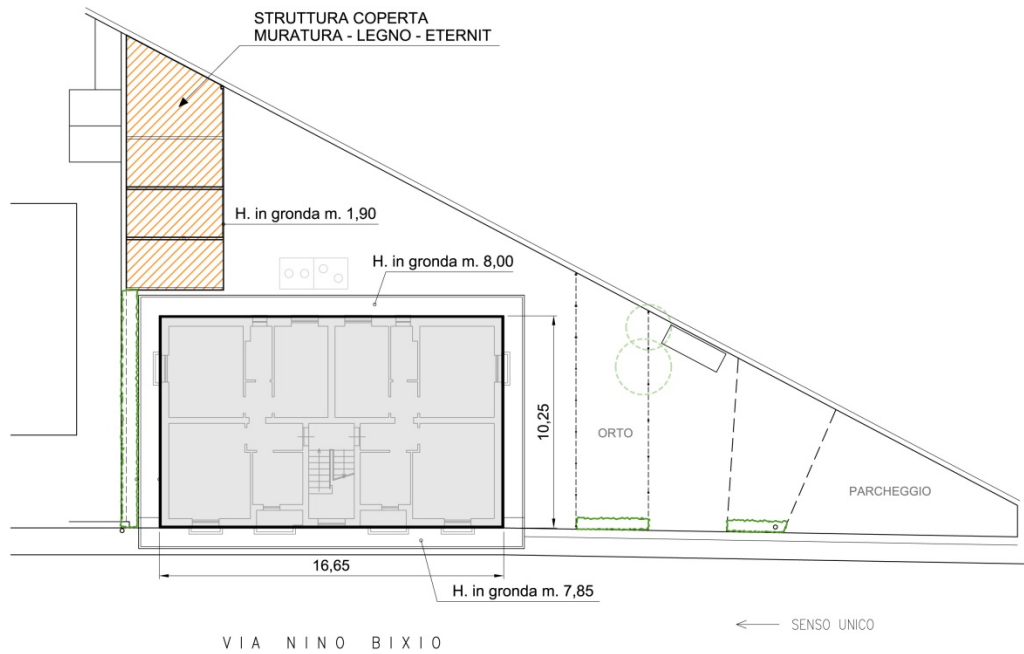 STRUTTURA COPERTA
MURATURA - LEGNO - ETERNIT
H. in gronda m. 1,90
H. in gronda m. 8,00
10,25
ORTO
PARCHEGGIO
16,65
H. in gronda m. 7,85
SENSO UNICO
VIA NINO BIXIO